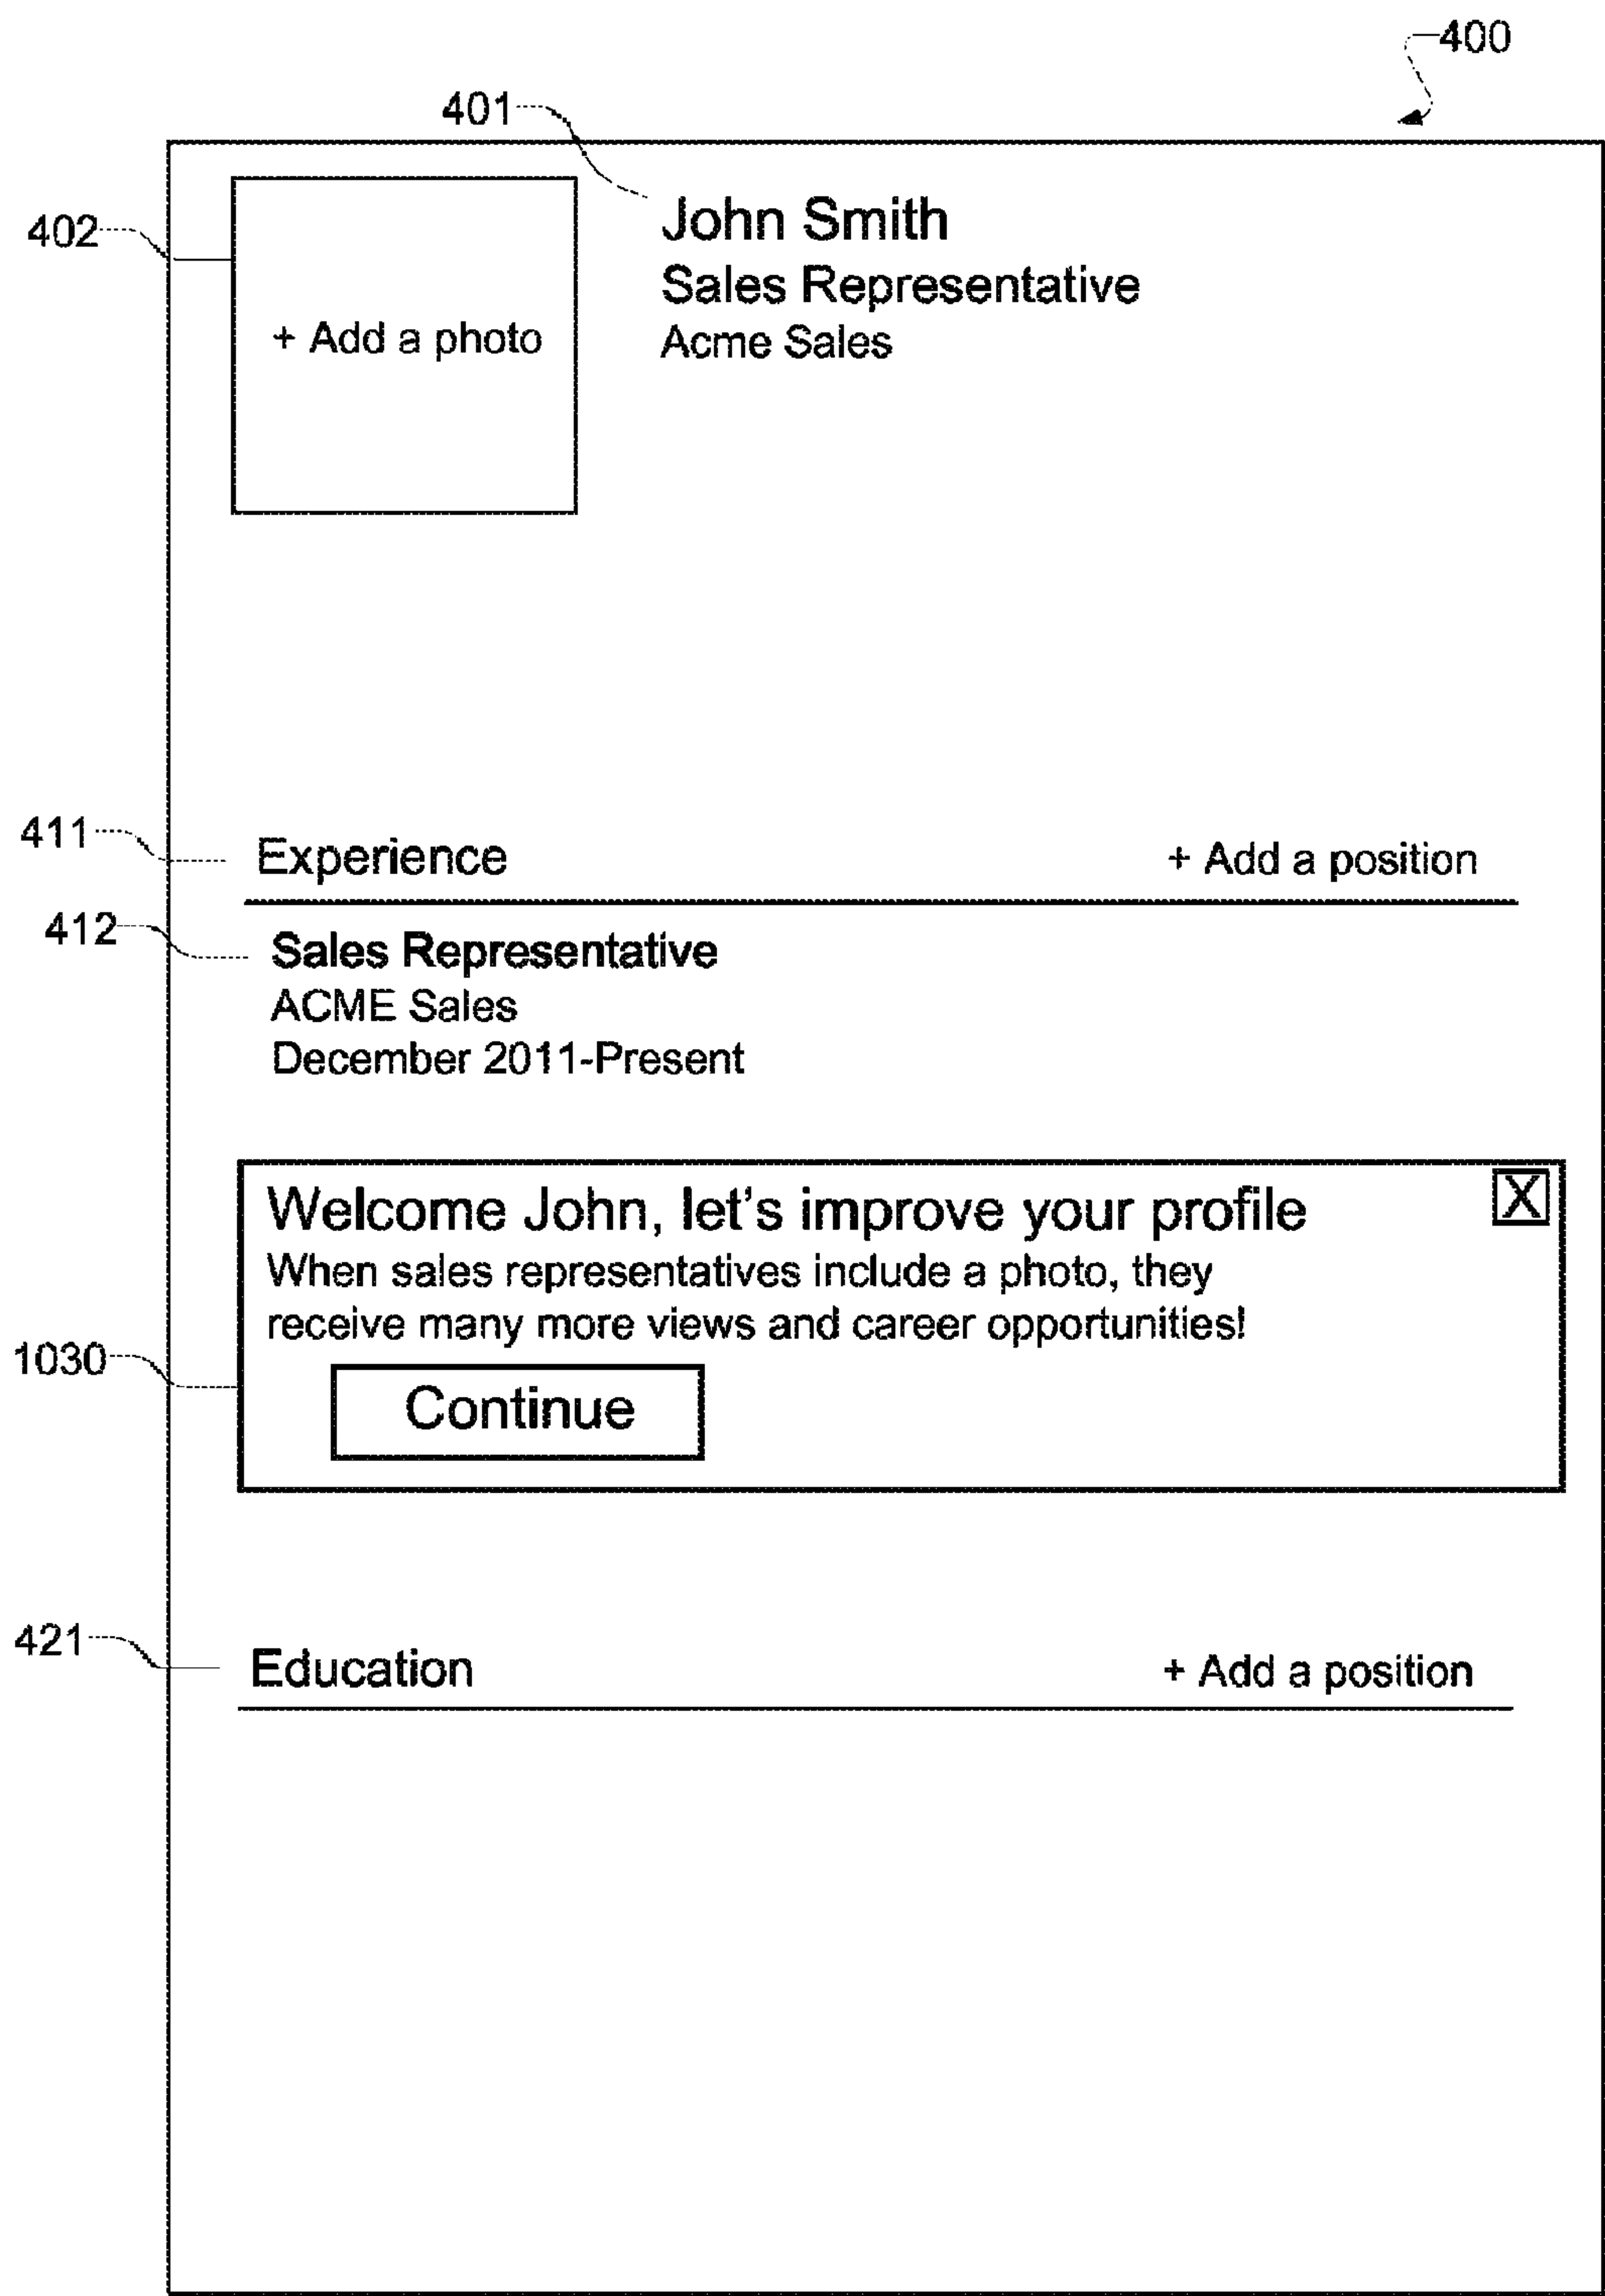 400
401
402
John Smith
Sales Representative
Acme Sales
+ Add a photo
411
Experience
+ Add a position
412
Sales Representative
ACME Sales
December 2011-Present
Welcome John, let's improve your profile
X
When sales representatives include a photo, they
receive many more views and career opportunities!
1030
Continue
421
Education
+ Add a position